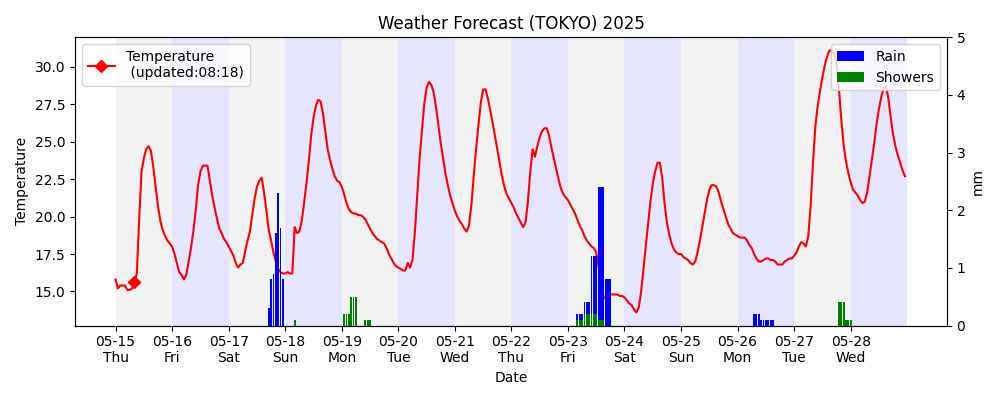 Weather Forecast (TOKYO) 2025
Temperature
(updated:08:18)
Rain
Showers
Temperature
30.0
27.5
25.0
22.5
20.0
17.5
15.0
5
4
3
2
1
0
mm
05-15 05-16 05-17 05-18 05-19 05-20 05-21 05-22 05-23 05-24 05-25 05-26 05-27 05-28
Thu Fri Sat Sun Mon Tue Wed Thu Fri Sat Sun Mon Tue Wed
Date